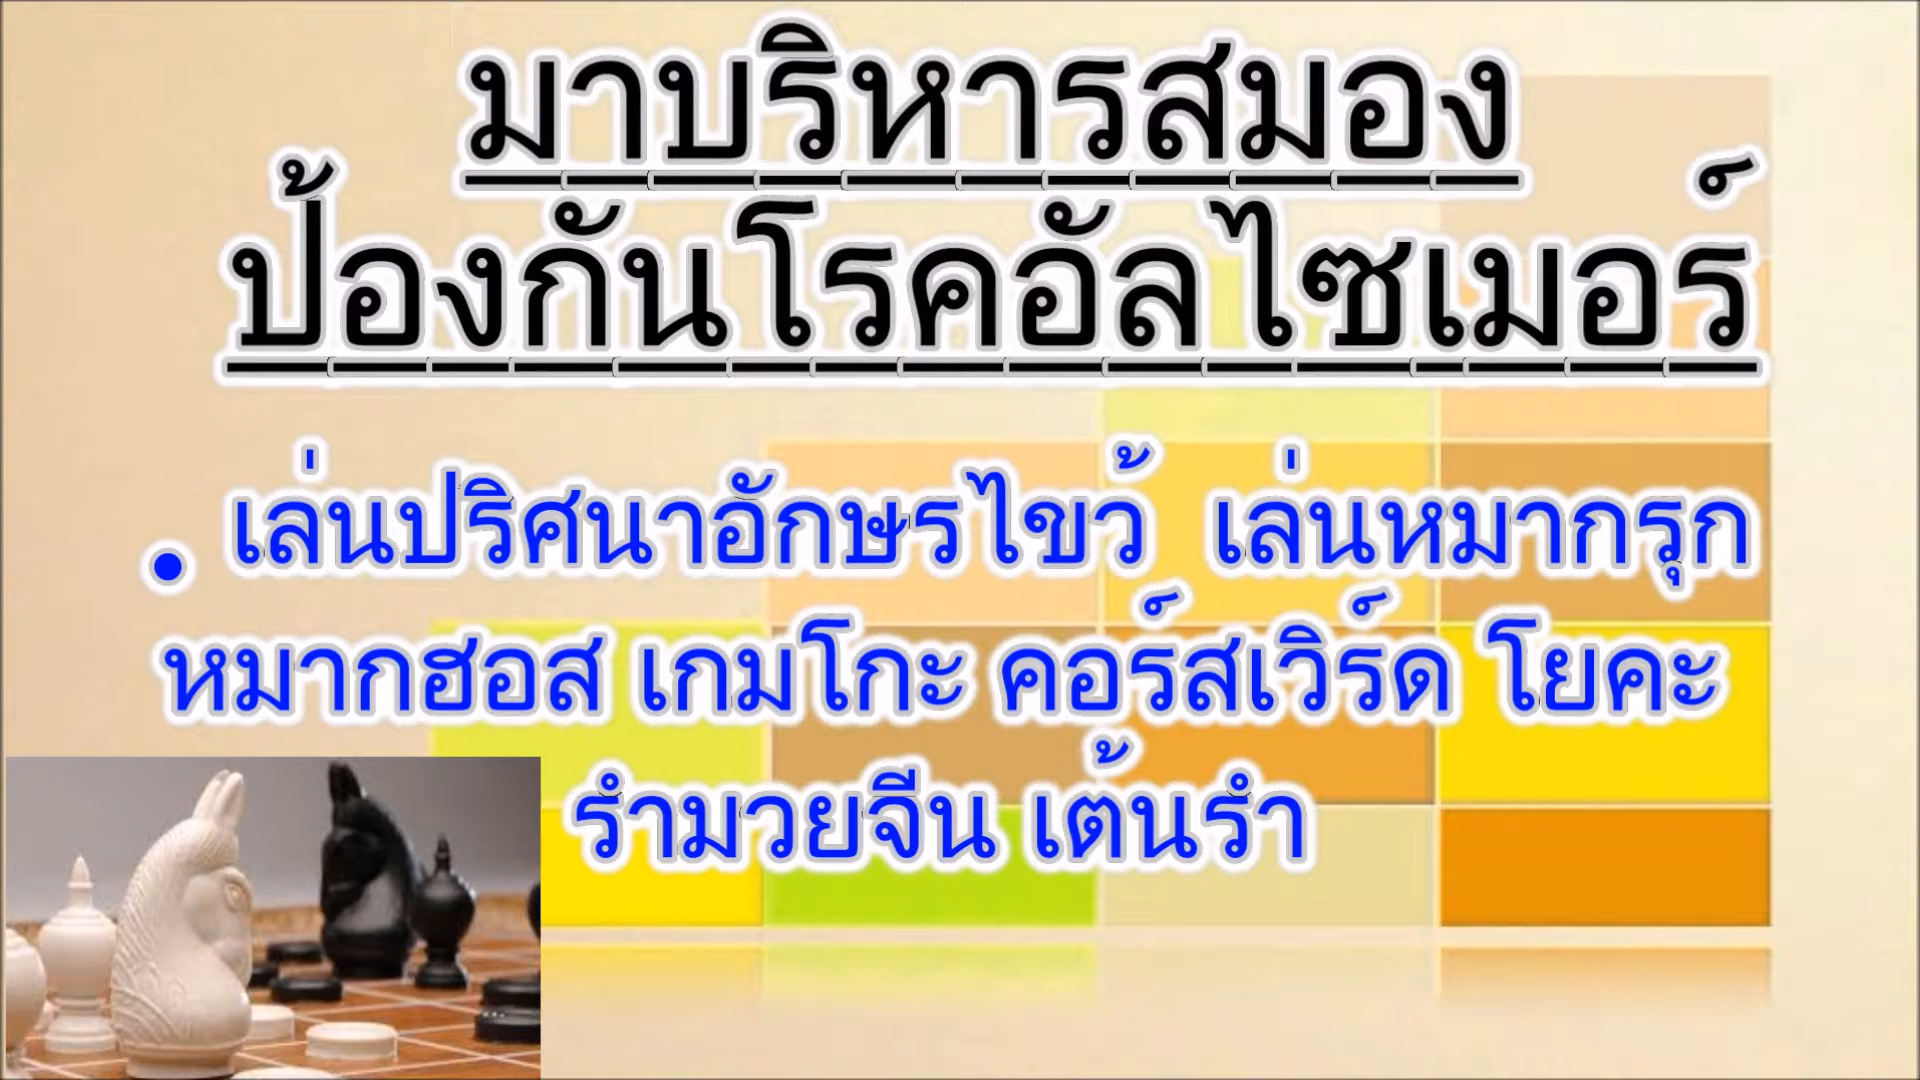 มาบริหารสมอง
ป้องกันโรคอัลไซเมอร์
• เล่นปริศนาอักษรไขว้ เล่นหมากรุก
หมากฮอส เกมโกะ คอร์สเวิร์ด โยคะ
รำมวยจีน เต้นรำ